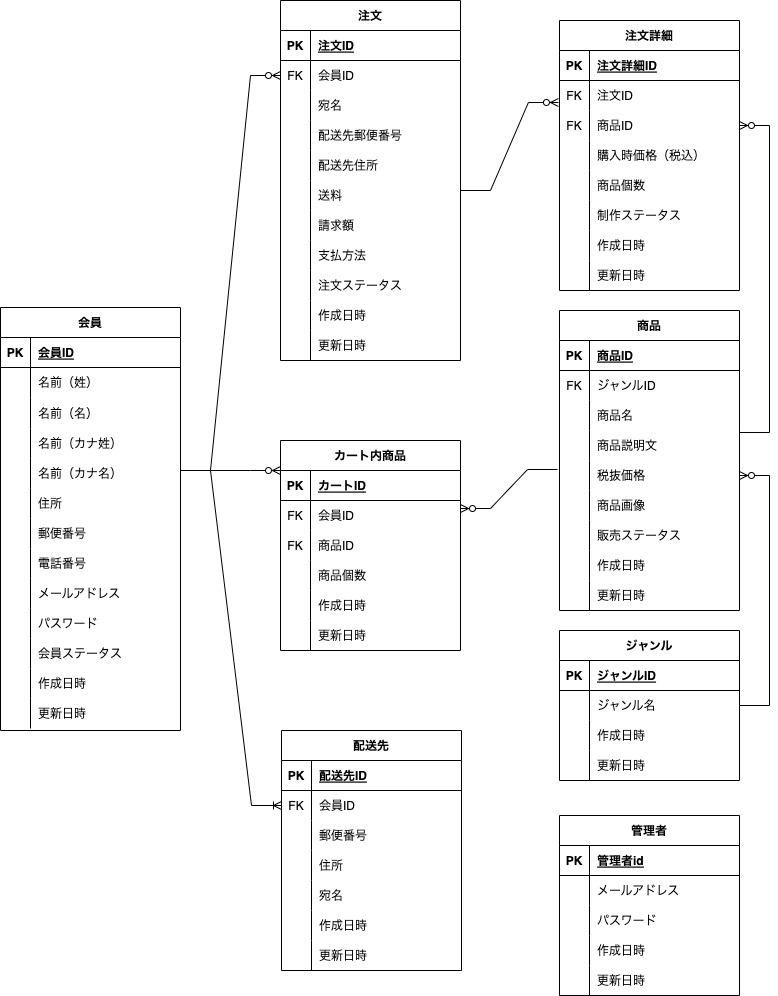 注文
PK 注文ID
FK 会員ID
宛名
配送先郵便番号
配送先住所
送料
請求額
支払方法
注文ステータス
作成日時
更新日時
注文詳細
PK 注文詳細ID
FK 注文ID
FK 商品ID
購入時価格（税込）
商品個数
制作ステータス
作成日時
更新日時
会員
PK 会員ID
名前（姓）
名前（名）
名前（カナ姓）
名前（カナ名）
住所
郵便番号
電話番号
メールアドレス
パスワード
会員ステータス
作成日時
更新日時
カート内商品
PK カートID
FK 会員ID
FK 商品ID
商品個数
作成日時
更新日時
商品
PK 商品ID
FK ジャンルID
商品名
商品説明文
税抜価格
商品画像
販売ステータス
作成日時
更新日時
ジャンル
PK ジャンルID
ジャンル名
作成日時
更新日時
配送先
PK 配送先ID
FK 会員ID
郵便番号
住所
宛名
作成日時
更新日時
管理者
PK 管理者id
メールアドレス
パスワード
作成日時
更新日時